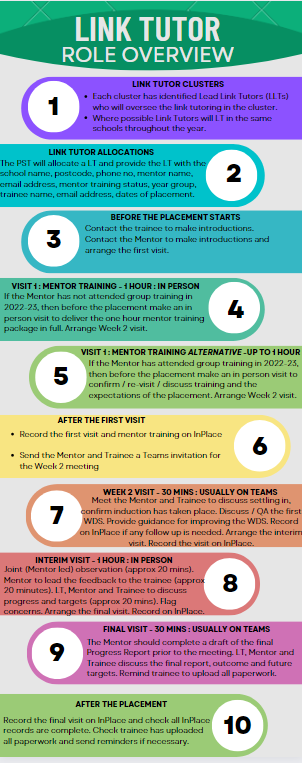 LINK TUTOR
ROLE OVERVIEW
1
LINK TUTOR CLUSTERS
• Each cluster has identified Lead Link Tutors (LLTs)
who will oversee the link tutoring in the cluster.
• Where possible Link Tutors will LT in the same
schools throughout the year.
LINK TUTOR ALLOCATIONS
The PST will allocate a LT and provide the LT with the
school name, postcode, phone no, mentor name,
email address, mentor training status, year group,
trainee name, email address, dates of placement.
2
3
BEFORE THE PLACEMENT STARTS
Contact the trainee to make introductions.
Contact the Mentor to make introductions and
arrange the first visit.
VISIT 1 : MENTOR TRAINING - 1 HOUR : IN PERSON
If the Mentor has not attended group training in
2022-23, then before the placement make an in
person visit to deliver the one hour mentor training
package in full. Arrange Week 2 visit.
4
5
VISIT 1 : MENTOR TRAINING ALTERNATIVE -UP TO 1 HOUR
If the Mentor has attended group training in 2022-23,
then before the placement make an in person visit to
confirm / re-visit / discuss training and the
expectations of the placement. Arrange Week 2 visit.
AFTER THE FIRST VISIT
• Record the first visit and mentor training on InPlace
• Send the Mentor and Trainee a Teams invitation for
the Week 2 meeting
6
7
WEEK 2 VISIT - 30 MINS : USUALLY ON TEAMS
Meet the Mentor and Trainee to discuss settling in,
confirm induction has taken place. Discuss / QA the first
WDS. Provide guidance for improving the WDS. Record
on InPlace if any follow up is needed. Arrange the interim
visit. Record the visit on InPlace.
INTERIM VISIT - 1 HOUR : IN PERSON
Joint (Mentor led) observation (approx 20 mins).
Mentor to lead the feedback to the trainee (approx
20 minutes). LT, Mentor and Trainee to discuss
progress and targets (approx 20 mins). Flag
concerns. Arrange the final visit. Record on InPlace.
8
9
FINAL VISIT - 30 MINS : USUALLY ON TEAMS
The Mentor should complete a draft of the final
Progress Report prior to the meeting. LT, Mentor and
Trainee discuss the final report, outcome and future
targets. Remind trainee to upload all paperwork.
AFTER THE PLACEMENT
Record the final visit on InPlace and check all InPlace
records are complete. Check trainee has uploaded
all paperwork and send reminders if necessary.
10